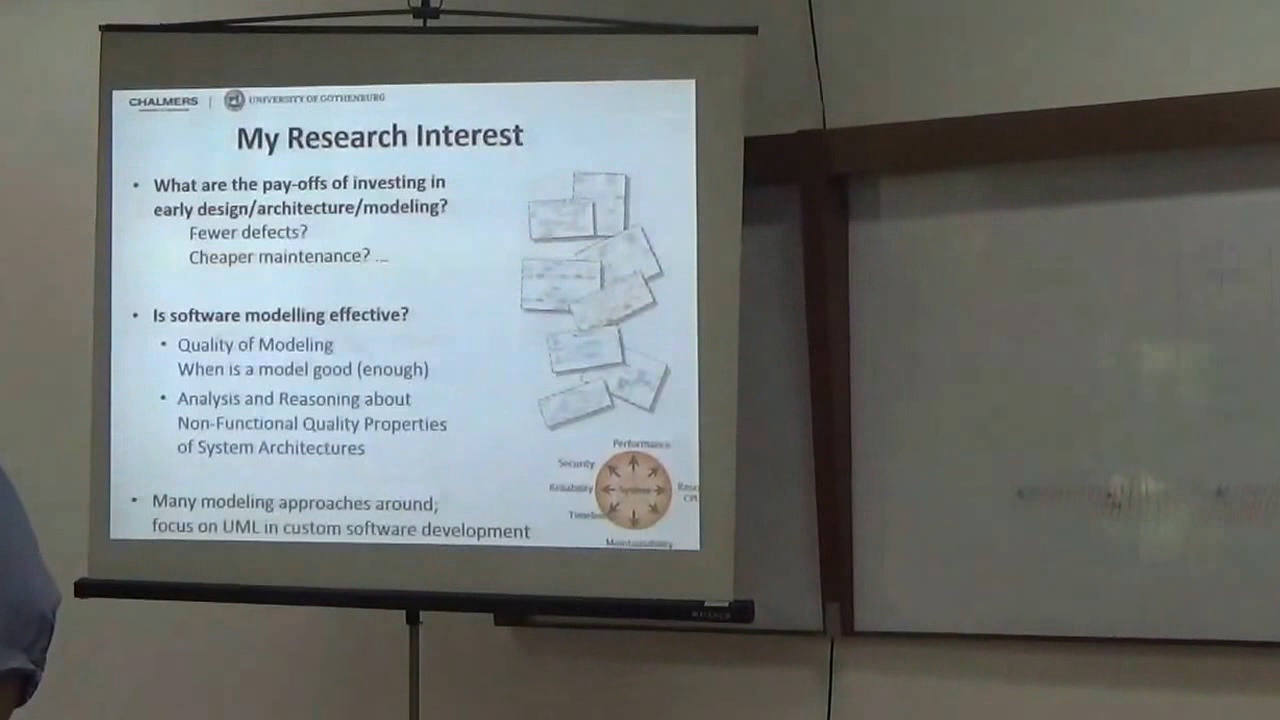 CHALMERS | UNIVERSITY OF GOTHENBURG
My Research Interest
• What are the pay-offs of investing in
early design/architecture/modeling?
Fewer defects?
Cheaper maintenance? ...
• Is software modelling effective?
• Quality of Modeling
When is a model good (enough)
• Analysis and Reasoning about
Non-Functional Quality Properties
of System Architectures
• Many modeling approaches around;
focus on UML in custom software development
Performance
Security
Reliability
System
Maintainability